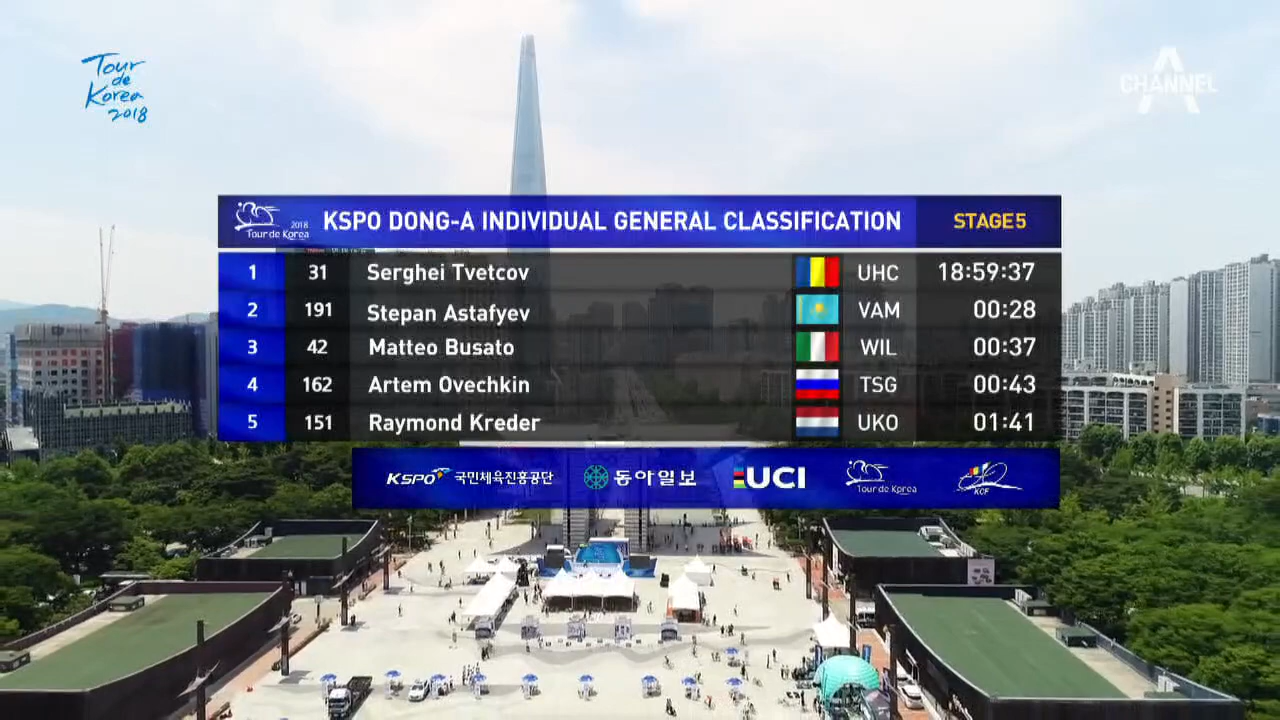 Tour
de
Korea
2018
CHANNEL A
2018
Tour de Korea
KSPO DONG-A INDIVIDUAL GENERAL CLASSIFICATION STAGE5
1 31 Serghei Tvetcov UHC 18:59:37
2 191 Stepan Astafyev VAM 00:28
3 42 Matteo Busato WIL 00:37
4 162 Artem Ovechkin TSG 00:43
5 151 Raymond Kreder UKO 01:41
KSPO 국민체육진흥공단 동아일보 UCI Tour de Korea KCF